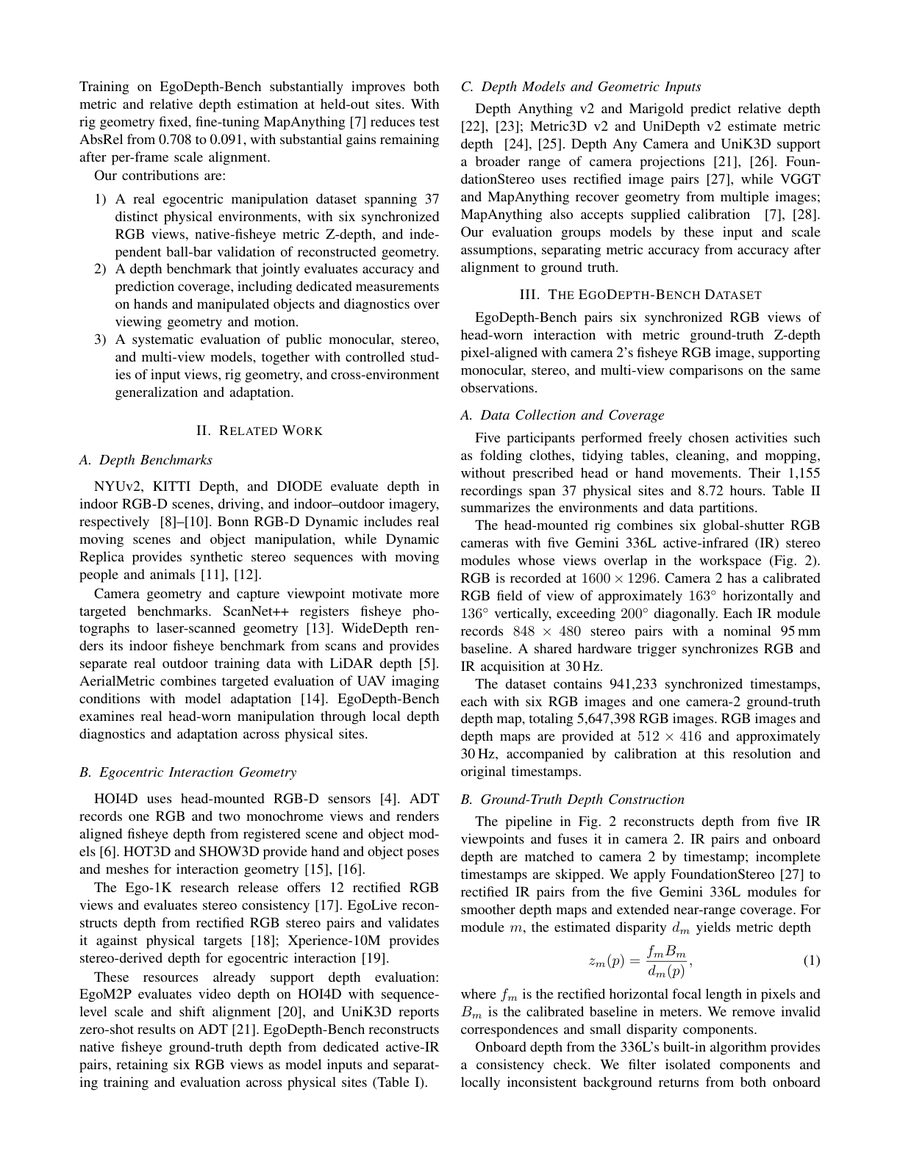 Training on EgoDepth-Bench substantially improves both
metric and relative depth estimation at held-out sites. With
rig geometry fixed, fine-tuning MapAnything [7] reduces test
AbsRel from 0.708 to 0.091, with substantial gains remaining
after per-frame scale alignment.
Our contributions are:
1) A real egocentric manipulation dataset spanning 37
distinct physical environments, with six synchronized
RGB views, native-fisheye metric Z-depth, and inde-
pendent ball-bar validation of reconstructed geometry.
2) A depth benchmark that jointly evaluates accuracy and
prediction coverage, including dedicated measurements
on hands and manipulated objects and diagnostics over
viewing geometry and motion.
3) A systematic evaluation of public monocular, stereo,
and multi-view models, together with controlled stud-
ies of input views, rig geometry, and cross-environment
generalization and adaptation.
II. RELATED WORK
A. Depth Benchmarks
NYUv2, KITTI Depth, and DIODE evaluate depth in
indoor RGB-D scenes, driving, and indoor–outdoor imagery,
respectively [8]–[10]. Bonn RGB-D Dynamic includes real
moving scenes and object manipulation, while Dynamic
Replica provides synthetic stereo sequences with moving
people and animals [11], [12].
Camera geometry and capture viewpoint motivate more
targeted benchmarks. ScanNet++ registers fisheye pho-
tographs to laser-scanned geometry [13]. WideDepth ren-
ders its indoor fisheye benchmark from scans and provides
separate real outdoor training data with LiDAR depth [5].
AerialMetric combines targeted evaluation of UAV imaging
conditions with model adaptation [14]. EgoDepth-Bench
examines real head-worn manipulation through local depth
diagnostics and adaptation across physical sites.
B. Egocentric Interaction Geometry
HOI4D uses head-mounted RGB-D sensors [4]. ADT
records one RGB and two monochrome views and renders
aligned fisheye depth from registered scene and object mod-
els [6]. HOT3D and SHOW3D provide hand and object poses
and meshes for interaction geometry [15], [16].
The Ego-1K research release offers 12 rectified RGB
views and evaluates stereo consistency [17]. EgoLive recon-
structs depth from rectified RGB stereo pairs and validates
it against physical targets [18]; Xperience-10M provides
stereo-derived depth for egocentric interaction [19].
These resources already support depth evaluation:
EgoM2P evaluates video depth on HOI4D with sequence-
level scale and shift alignment [20], and UniK3D reports
zero-shot results on ADT [21]. EgoDepth-Bench reconstructs
native fisheye ground-truth depth from dedicated active-IR
pairs, retaining six RGB views as model inputs and separat-
ing training and evaluation across physical sites (Table I).
C. Depth Models and Geometric Inputs
Depth Anything v2 and Marigold predict relative depth
[22], [23]; Metric3D v2 and UniDepth v2 estimate metric
depth [24], [25]. Depth Any Camera and UniK3D support
a broader range of camera projections [21], [26]. Foun-
dationStereo uses rectified image pairs [27], while VGGT
and MapAnything recover geometry from multiple images;
MapAnything also accepts supplied calibration [7], [28].
Our evaluation groups models by these input and scale
assumptions, separating metric accuracy from accuracy after
alignment to ground truth.
III. THE EGODEPTH-BENCH DATASET
EgoDepth-Bench pairs six synchronized RGB views of
head-worn interaction with metric ground-truth Z-depth
pixel-aligned with camera 2's fisheye RGB image, supporting
monocular, stereo, and multi-view comparisons on the same
observations.
A. Data Collection and Coverage
Five participants performed freely chosen activities such
as folding clothes, tidying tables, cleaning, and mopping,
without prescribed head or hand movements. Their 1,155
recordings span 37 physical sites and 8.72 hours. Table II
summarizes the environments and data partitions.
The head-mounted rig combines six global-shutter RGB
cameras with five Gemini 336L active-infrared (IR) stereo
modules whose views overlap in the workspace (Fig. 2).
RGB is recorded at 1600 × 1296. Camera 2 has a calibrated
RGB field of view of approximately 163° horizontally and
136° vertically, exceeding 200° diagonally. Each IR module
records 848 × 480 stereo pairs with a nominal 95 mm
baseline. A shared hardware trigger synchronizes RGB and
IR acquisition at 30 Hz.
The dataset contains 941,233 synchronized timestamps,
each with six RGB images and one camera-2 ground-truth
depth map, totaling 5,647,398 RGB images. RGB images and
depth maps are provided at 512 × 416 and approximately
30 Hz, accompanied by calibration at this resolution and
original timestamps.
B. Ground-Truth Depth Construction
The pipeline in Fig. 2 reconstructs depth from five IR
viewpoints and fuses it in camera 2. IR pairs and onboard
depth are matched to camera 2 by timestamp; incomplete
timestamps are skipped. We apply FoundationStereo [27] to
rectified IR pairs from the five Gemini 336L modules for
smoother depth maps and extended near-range coverage. For
module m, the estimated disparity d_m yields metric depth
z_m(p) = f_m B_m / d_m(p), (1)
where f_m is the rectified horizontal focal length in pixels and
B_m is the calibrated baseline in meters. We remove invalid
correspondences and small disparity components.
Onboard depth from the 336L's built-in algorithm provides
a consistency check. We filter isolated components and
locally inconsistent background returns from both onboard